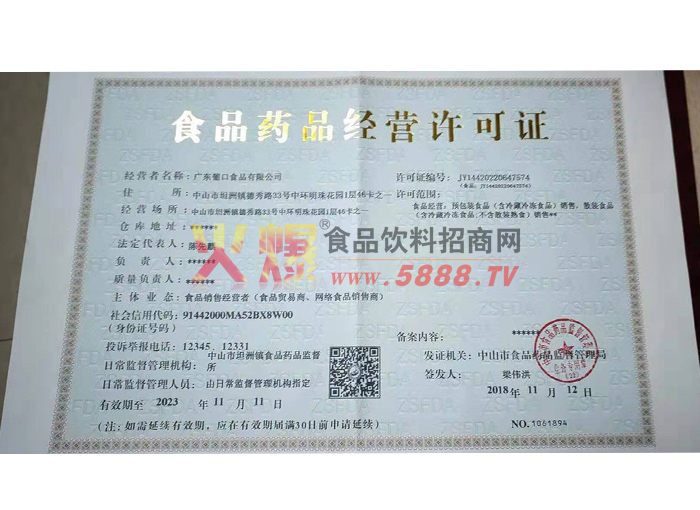 食品药品经营许可证
经营者名称：广东葡口食品有限公司
许可证编号：JY14420220647574
（食品：JY14420220647574）
住 所：中山市坦洲镇德秀路33号中环明珠花园1层46卡之一
许可范围：
食品经营：预包装食品（含冷藏冷冻食品）销售，散装食品（含冷藏冷冻食品;不含散装熟食）销售**
经营场所：中山市坦洲镇德秀路33号中环明珠花园1层46卡之一
仓库地址：******
法定代表人：
负 责 人：******
质量负责人：******
火爆®食品饮料招商网
www.5888.TV
主体业态：食品销售经营者（食品贸易商、网络食品销售商）
社会信用代码：91442000MA52BX8W00
（身份证号码）
备案内容：******
投诉举报电话：12345、12331
日常监督管理机构：中山市坦洲镇食品药品监督所
发证机关：中山市食品药品监督管理局
日常监督管理人员：由日常监督管理机构指定
签发人：梁伟洪
2018 年 11 月 12 日
有效期至 2023 年 11 月 11 日
（注：如需延续有效期，应在有效期届满30日前申请延续）
NO.1061894